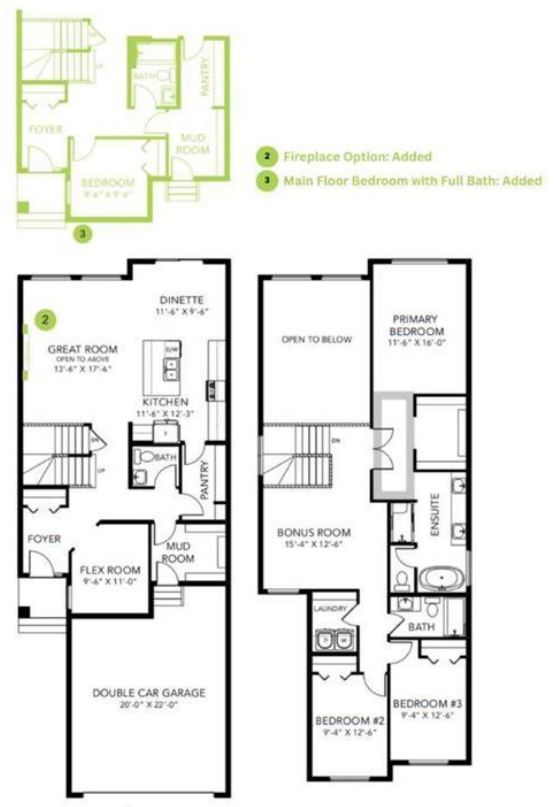 BATH
PANTRY
FOYER
MUD
ROOM
BEDROOM
9'-6" X 9'-4"
3
2 Fireplace Option: Added
3 Main Floor Bedroom with Full Bath: Added
2
DINETTE
11'-6" X 9'-6"
GREAT ROOM
OPEN TO ABOVE
13'-6" X 17'-6"
D/W
KITCHEN
11'-6" X 12'-3"
F
DN
UP
BATH
PANTRY
FOYER
FLEX ROOM
9'-6" X 11'-0"
MUD
ROOM
DOUBLE CAR GARAGE
20'-0" X 22'-0"
OPEN TO BELOW
PRIMARY
BEDROOM
11'-6" X 16'-0"
DN
ENSUITE
BONUS ROOM
15'-4" X 12'-6"
LAUNDRY
D W
BATH
BEDROOM #2
9'-4" X 12'-6"
BEDROOM #3
9'-4" X 12'-6"